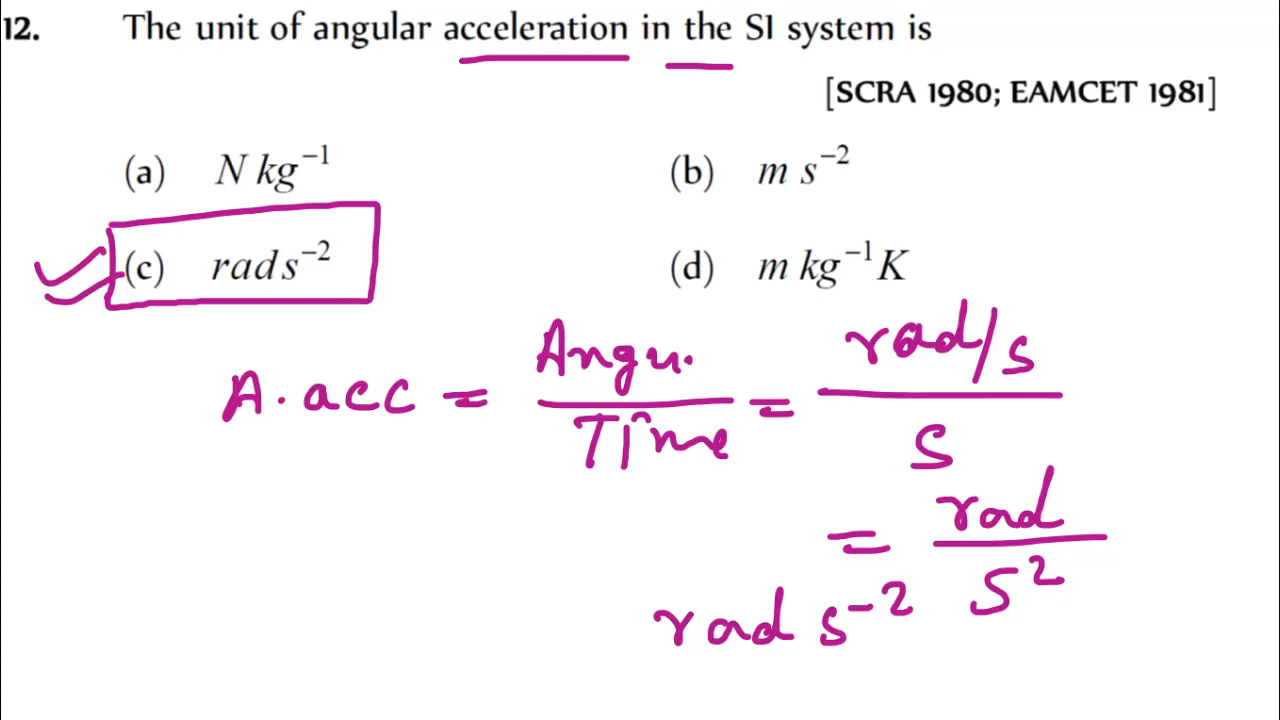 12. The unit of angular acceleration in the SI system is
[SCRA 1980; EAMCET 1981]
(a) N kg⁻¹ (b) m s⁻²
(c) rad s⁻² (d) m kg⁻¹ K
A. acc = Angu. / Time = rad/s / s
= rad / s²
rad s⁻²